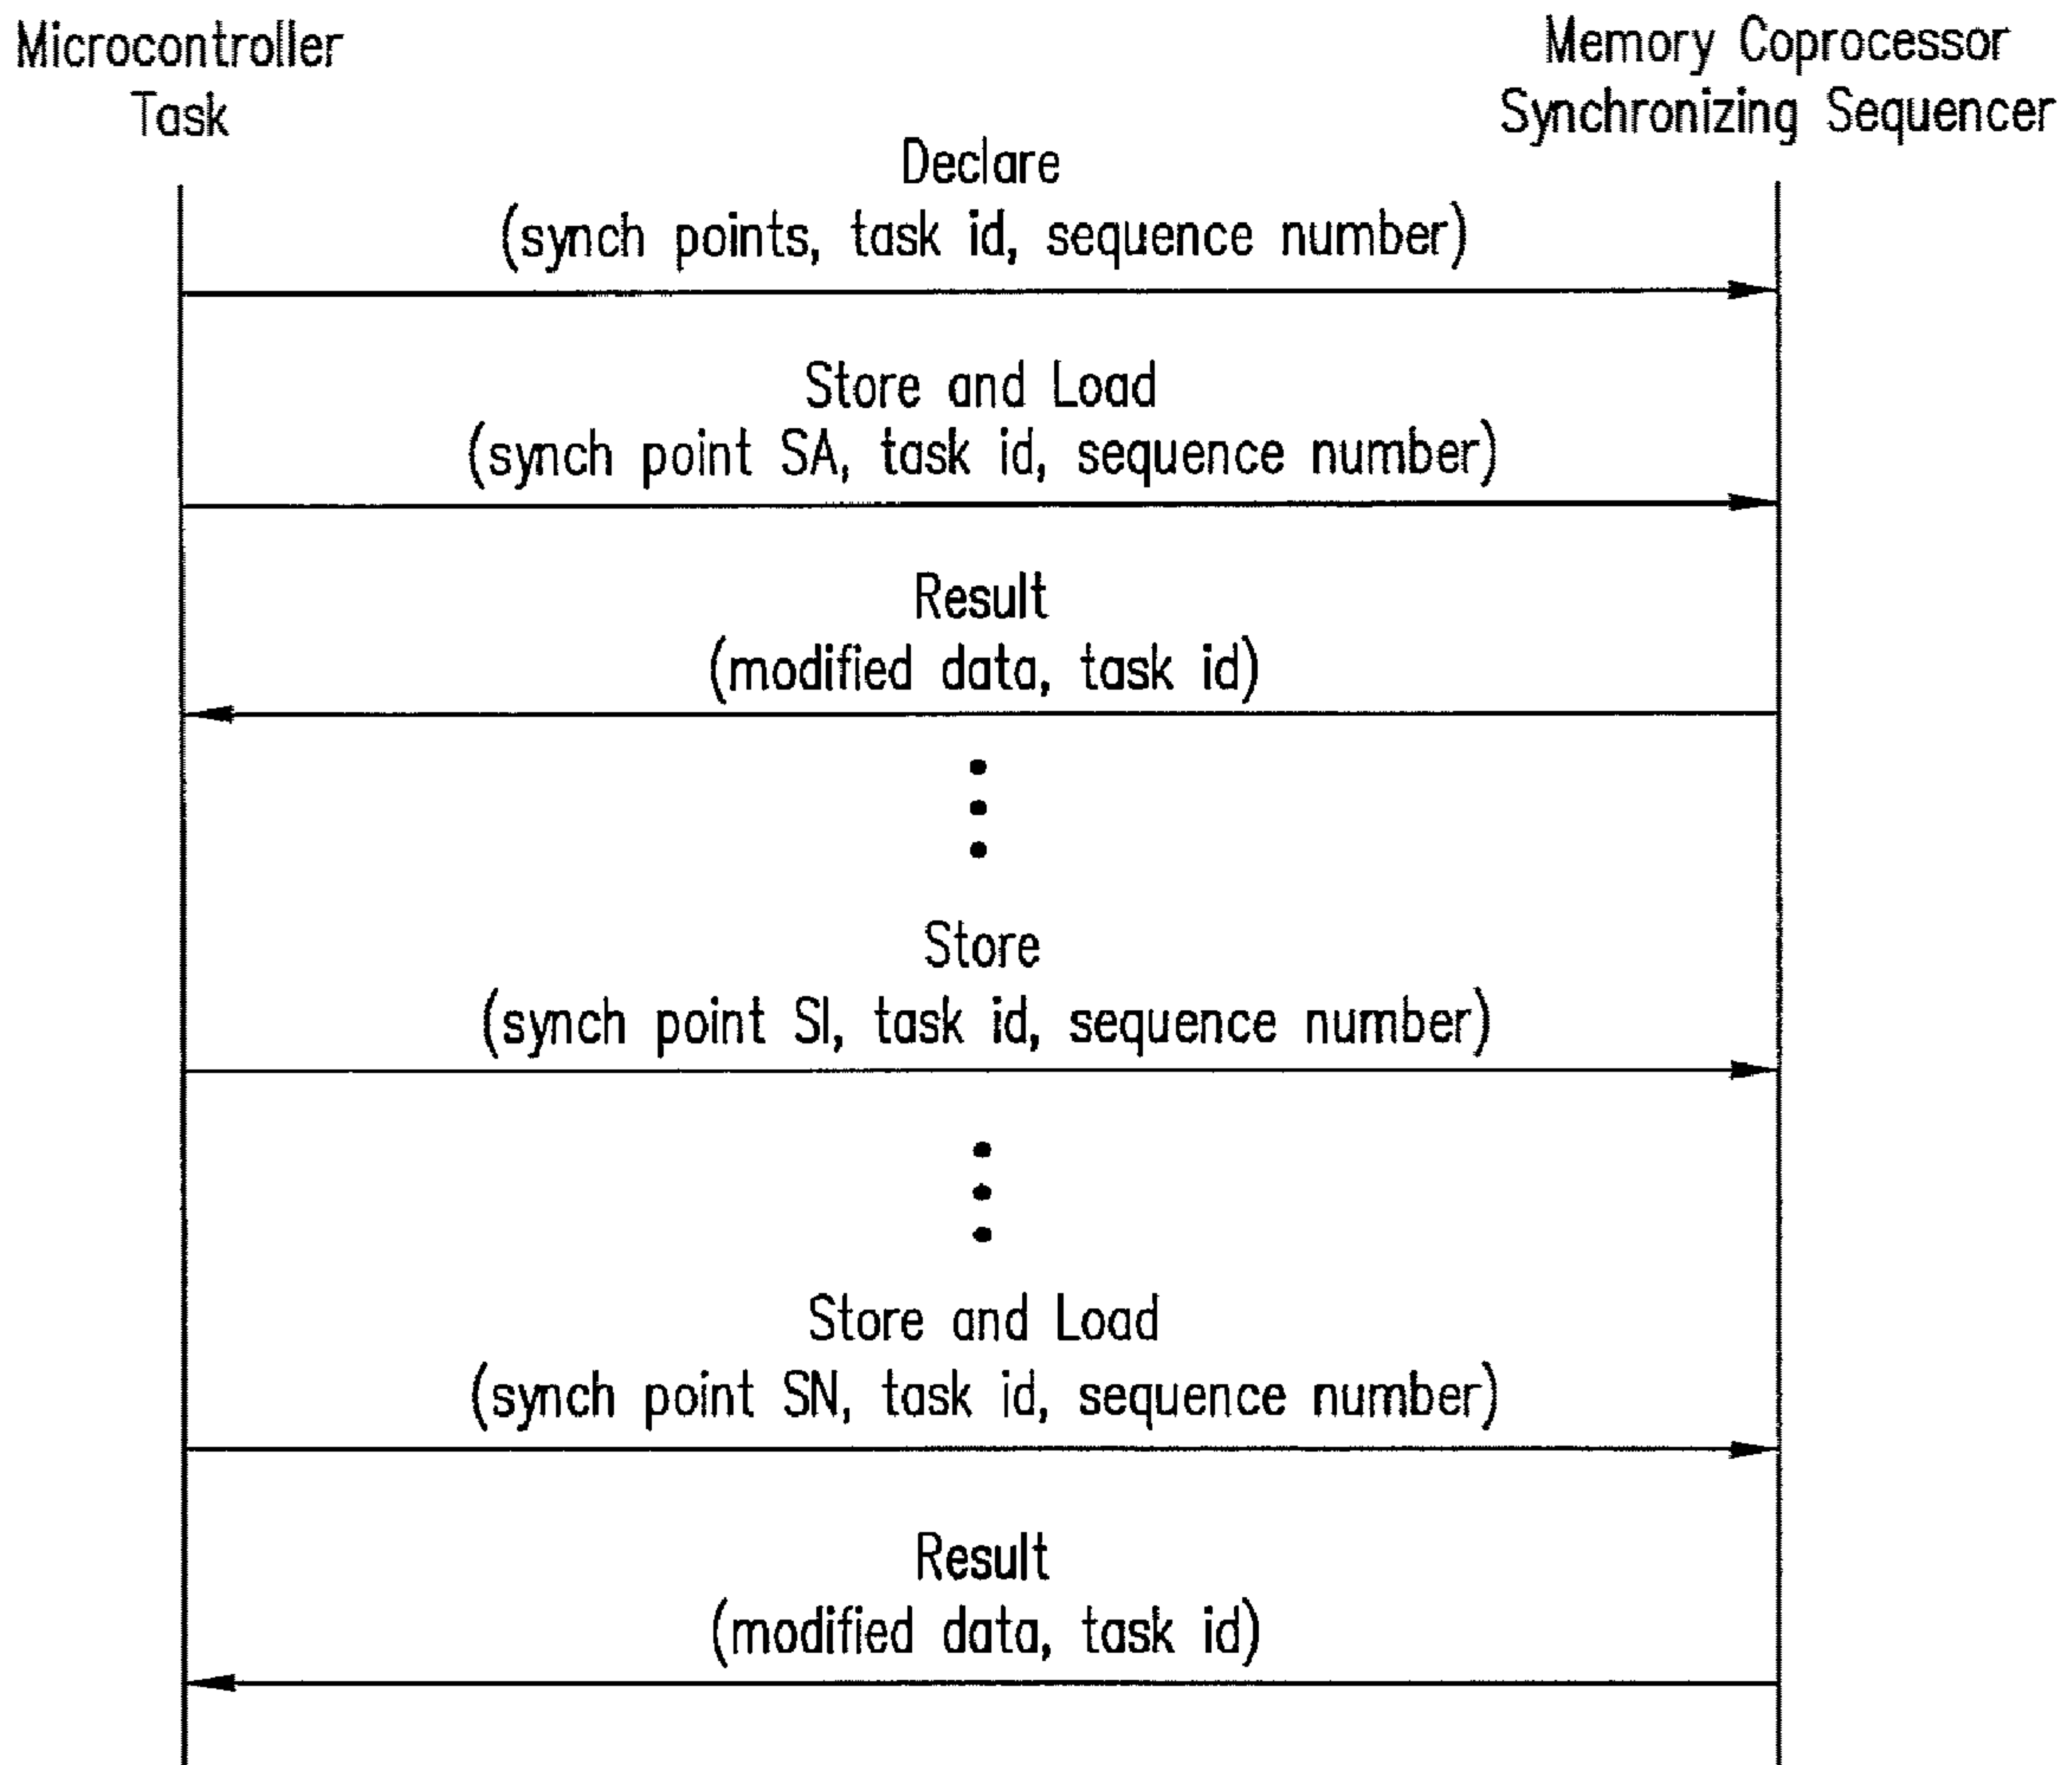 Microcontroller
Task
Memory Coprocessor
Synchronizing Sequencer
Declare
(synch points, task id, sequence number)
Store and Load
(synch point SA, task id, sequence number)
Result
(modified data, task id)
Store
(synch point SI, task id, sequence number)
Store and Load
(synch point SN, task id, sequence number)
Result
(modified data, task id)